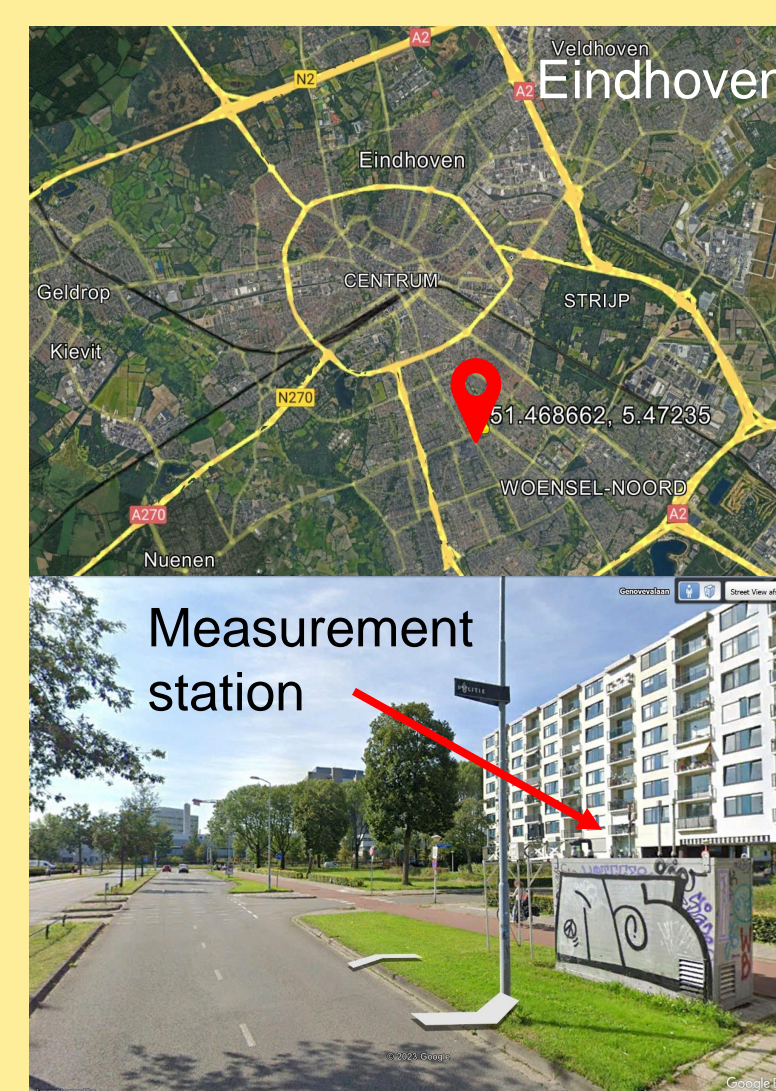 A2
Veldhoven
Eindhoven
N2
A2
Eindhoven
Geldrop
CENTRUM
STRIJP
Kievit
N270
51.468662, 5.47235
WOENSEL-NOORD
A270
A2
Nuenen
Genovevalaan
Street View af
Measurement
station
POLITIE
© 2023 Google
Google